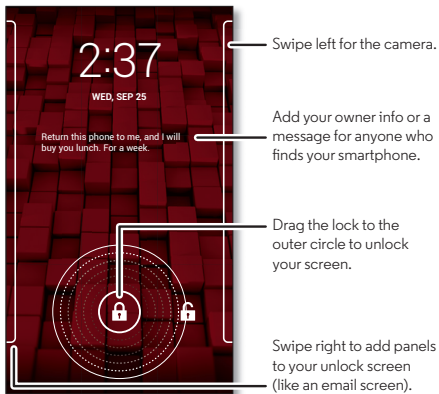 2:37
WED, SEP 25
Return this phone to me, and I will
buy you lunch. For a week.
Swipe left for the camera.
Add your owner info or a
message for anyone who
finds your smartphone.
Drag the lock to the
outer circle to unlock
your screen.
Swipe right to add panels
to your unlock screen
(like an email screen).